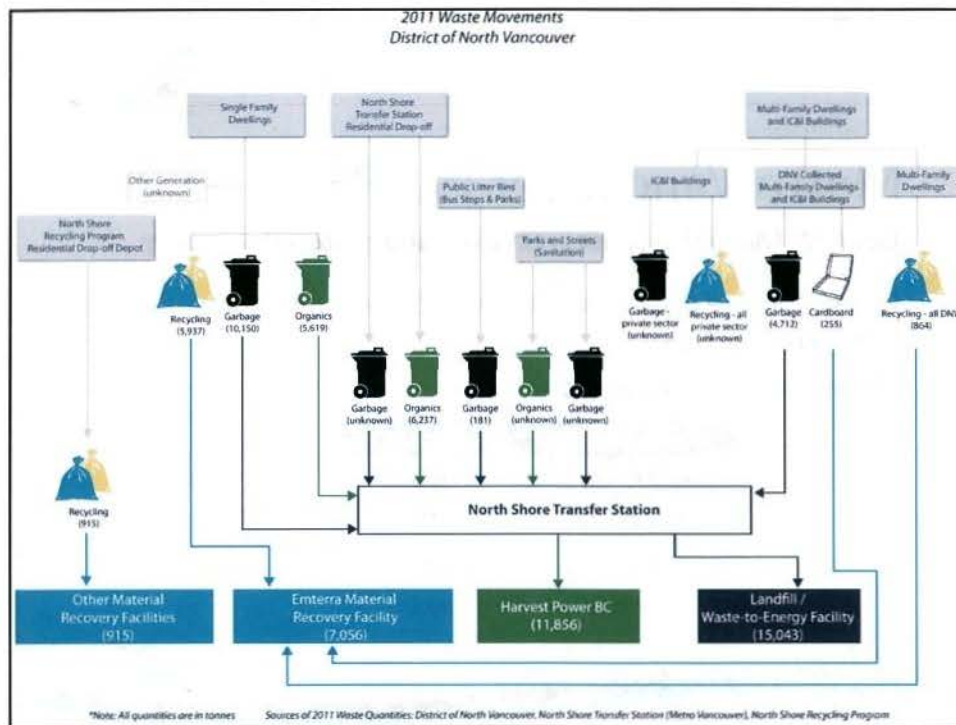 2011 Waste Movements
District of North Vancouver
Single Family
Dwellings
North Shore
Transfer Station
Residential Drop-off
Multi-Family Dwellings
and IC&I Buildings
Other Generation
(unknown)
Public Litter Bins
(Bus Stops & Parks)
IC&I Buildings
DNV Collected
Multi-Family Dwellings
and IC&I Buildings
Multi-Family
Dwellings
North Shore
Recycling Program
Residential Drop-off Depot
Parks and Streets
(Sanitation)
Recycling
(5,937)
Garbage
(10,150)
Organics
(5,619)
Garbage -
private sector
(unknown)
Recycling - all
private sector
(unknown)
Garbage
(4,712)
Cardboard
(255)
Recycling - all DNV
(864)
Garbage
(unknown)
Organics
(6,237)
Garbage
(181)
Organics
(unknown)
Garbage
(unknown)
Recycling
(915)
North Shore Transfer Station
Other Material
Recovery Facilities
(915)
Emterra Material
Recovery Facility
(7,056)
Harvest Power BC
(11,856)
Landfill /
Waste-to-Energy Facility
(15,043)
*Note: All quantities are in tonnes
Sources of 2011 Waste Quantities: District of North Vancouver, North Shore Transfer Station (Metro Vancouver), North Shore Recycling Program